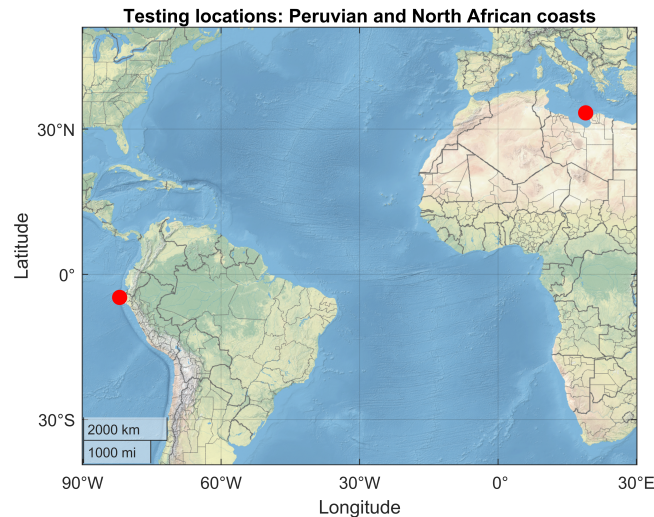 Testing locations: Peruvian and North African coasts
30°N
0°
30°S
Latitude
2000 km
1000 mi
90°W 60°W 30°W 0° 30°E
Longitude